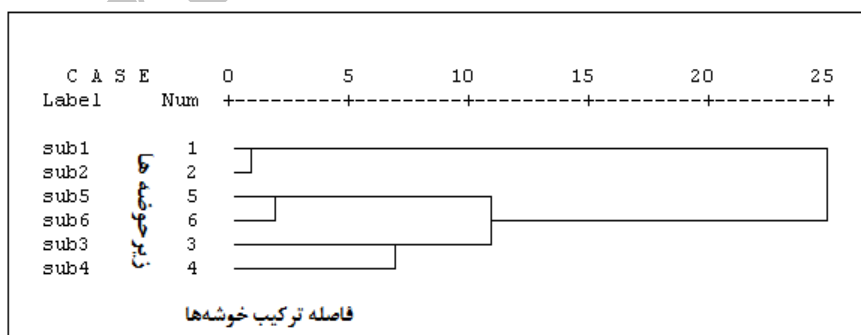 C A S E 0 5 10 15 20 25
Label Num +---------+---------+---------+---------+---------+
sub1 1
sub2 2
sub5 5
sub6 6
sub3 3
sub4 4
زیرحوضه ها
فاصله ترکیب خوشه‌ها